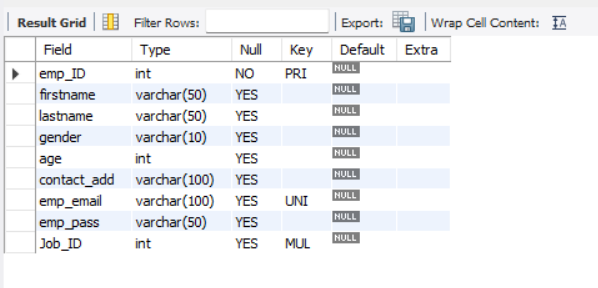 Result Grid Filter Rows: Export: Wrap Cell Content: IA
Field Type Null Key Default Extra
emp_ID int NO PRI NULL
firstname varchar(50) YES NULL
lastname varchar(50) YES NULL
gender varchar(10) YES NULL
age int YES NULL
contact_add varchar(100) YES NULL
emp_email varchar(100) YES UNI NULL
emp_pass varchar(50) YES NULL
Job_ID int YES MUL NULL